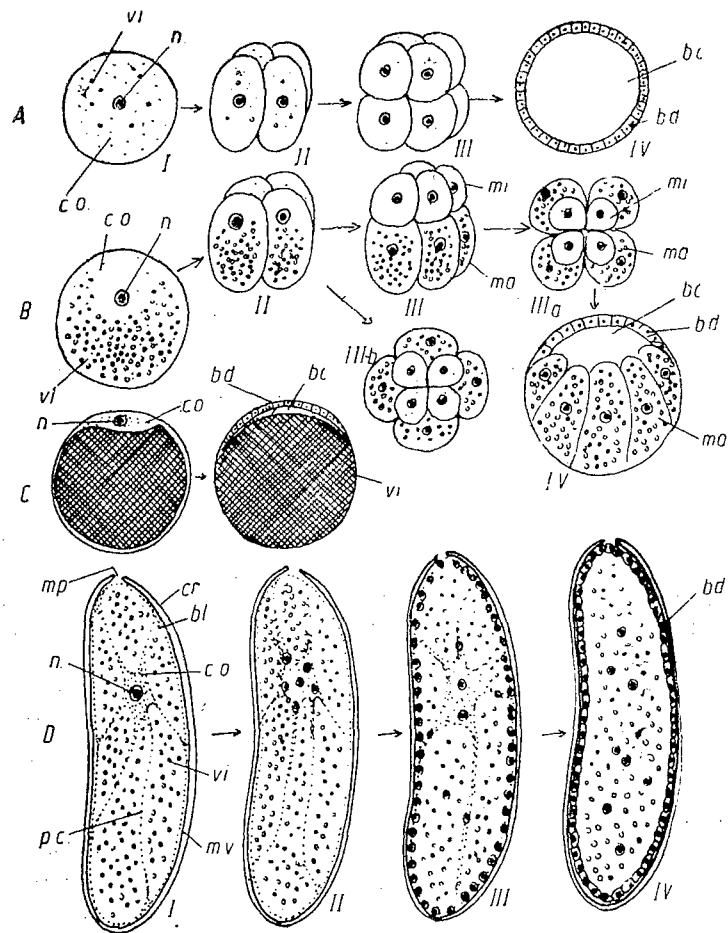 vi n.
A
bc
bd
I II III IV
co.
co n
mi mi
ma
ma
II III IIIa
B
bc
bd
vi
IIIb
bd bc
n co
ma
IV
C
vi
mp cr
bl
co
n.
bd
D
vi
pc.
mv
I II III IV